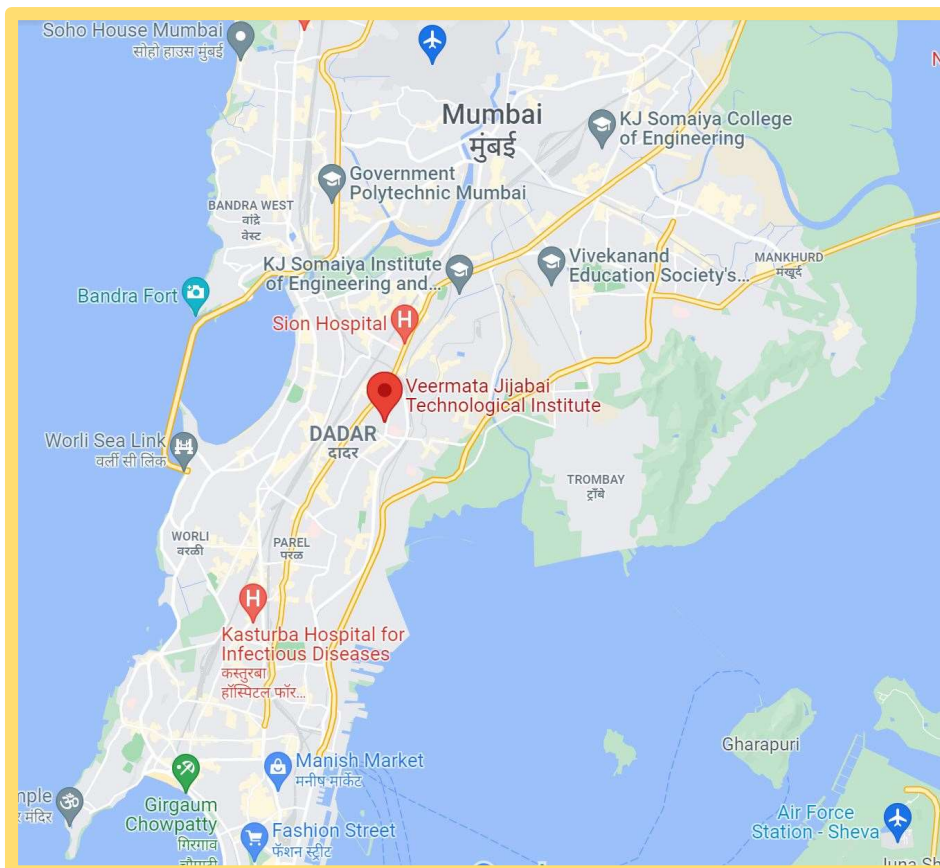 Soho House Mumbai
सोहो हाउस मुंबई
Mumbai
मुंबई
KJ Somaiya College
of Engineering
Government
Polytechnic Mumbai
BANDRA WEST
वांद्रे
वेस्ट
KJ Somaiya Institute
of Engineering and...
Vivekanand
Education Society's...
MANKHURD
मंखूर्द
Bandra Fort
Sion Hospital
H
Veermata Jijabai
Technological Institute
DADAR
दादर
Worli Sea Link
वर्ली सी लिंक
TROMBAY
ट्रॉंबे
WORLI
वरळी
PAREL
परळ
H
Kasturba Hospital for
Infectious Diseases
कस्तुरबा
हॉस्पिटल फॉर...
Gharapuri
Manish Market
मनीष मार्केट
Girgaum
Chowpatty
गिरगाव
चौपाटी
Air Force
Station - Sheva
Fashion Street
फॅशन स्ट्रीट
मंदिर